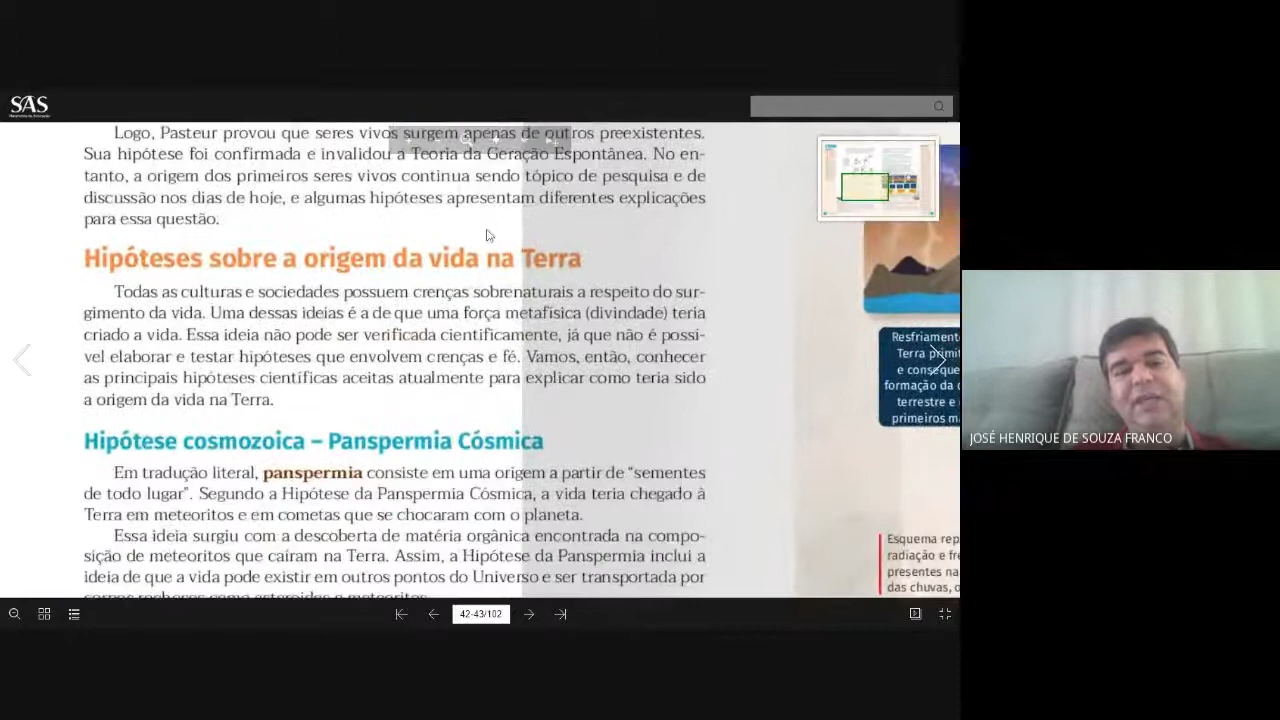 SAS
Logo, Pasteur provou que seres vivos surgem apenas de outros preexistentes.
Sua hipótese foi confirmada e invalidou a Teoria da Geração Espontânea. No en-
tanto, a origem dos primeiros seres vivos continua sendo tópico de pesquisa e de
discussão nos dias de hoje, e algumas hipóteses apresentam diferentes explicações
para essa questão.
Hipóteses sobre a origem da vida na Terra
Todas as culturas e sociedades possuem crenças sobrenaturais a respeito do sur-
gimento da vida. Uma dessas ideias é a de que uma força metafísica (divindade) teria
criado a vida. Essa ideia não pode ser verificada cientificamente, já que não é possí-
vel elaborar e testar hipóteses que envolvem crenças e fé. Vamos, então, conhecer
as principais hipóteses científicas aceitas atualmente para explicar como teria sido
a origem da vida na Terra.
Hipótese cosmozoica – Panspermia Cósmica
Em tradução literal, panspermia consiste em uma origem a partir de “sementes
de todo lugar”. Segundo a Hipótese da Panspermia Cósmica, a vida teria chegado à
Terra em meteoritos e em cometas que se chocaram com o planeta.
Essa ideia surgiu com a descoberta de matéria orgânica encontrada na compo-
sição de meteoritos que caíram na Terra. Assim, a Hipótese da Panspermia inclui a
ideia de que a vida pode existir em outros pontos do Universo e ser transportada por
corpos rochosos como asteroides e meteoritos.
Resfriament
Terra primit
e conseque
formação da c
terrestre e
primeiros m
Esquema rep
radiação e fre
presentes na
das chuvas, o
42-43/102
JOSÉ HENRIQUE DE SOUZA FRANCO